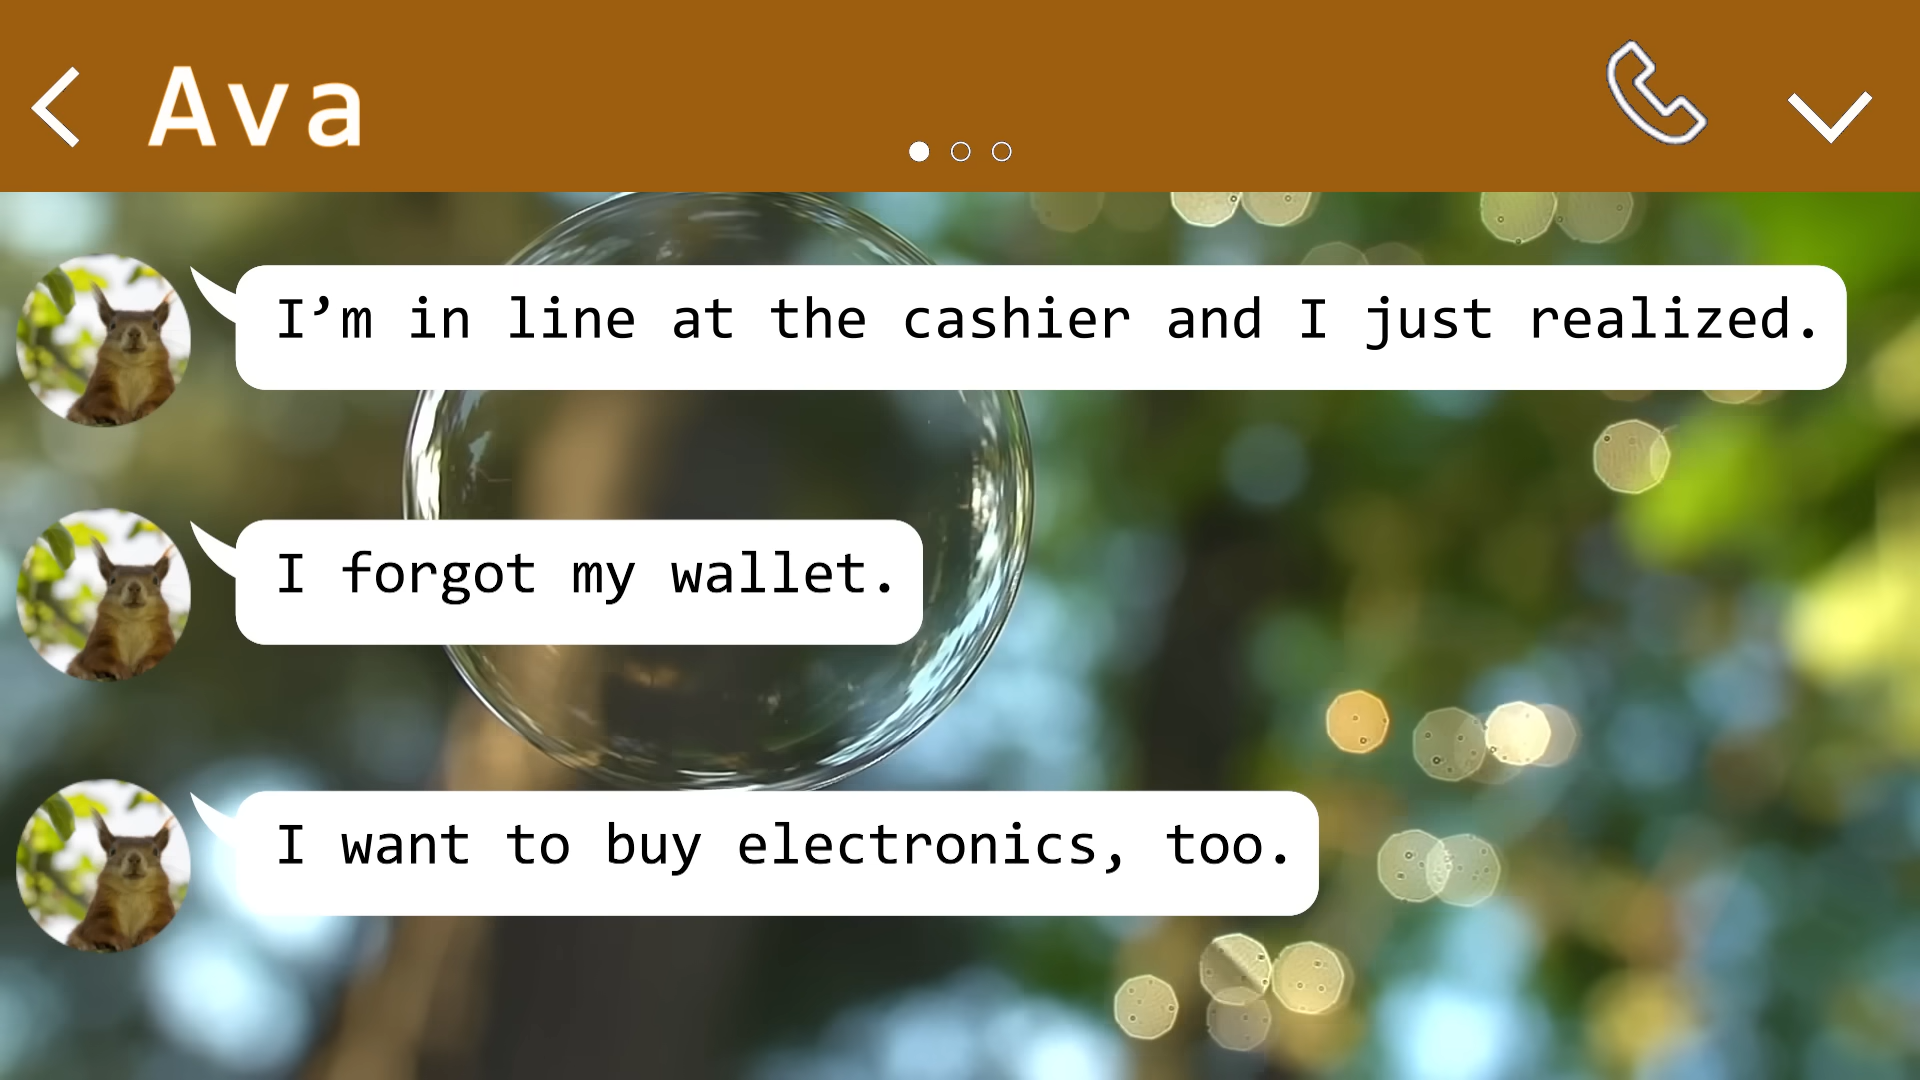 Ava
I’m in line at the cashier and I just realized.
I forgot my wallet.
I want to buy electronics, too.